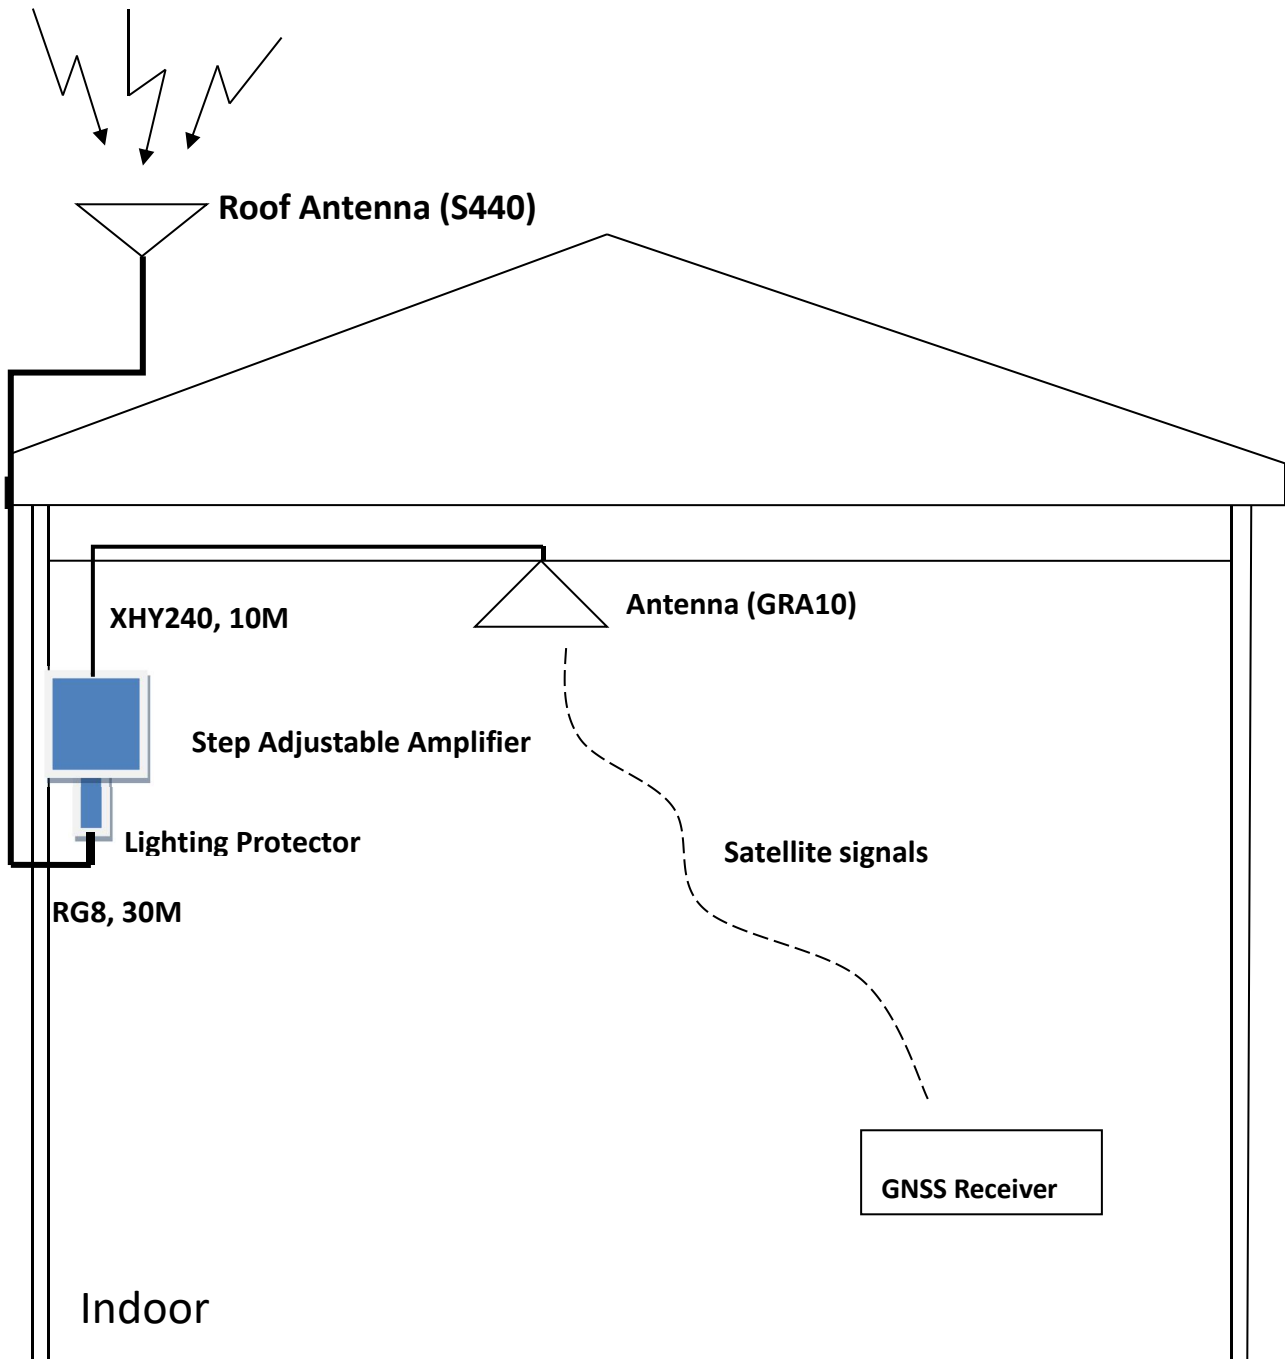 Roof Antenna (S440)
Antenna (GRA10)
XHY240, 10M
Step Adjustable Amplifier
Lighting Protector
Satellite signals
RG8, 30M
GNSS Receiver
Indoor